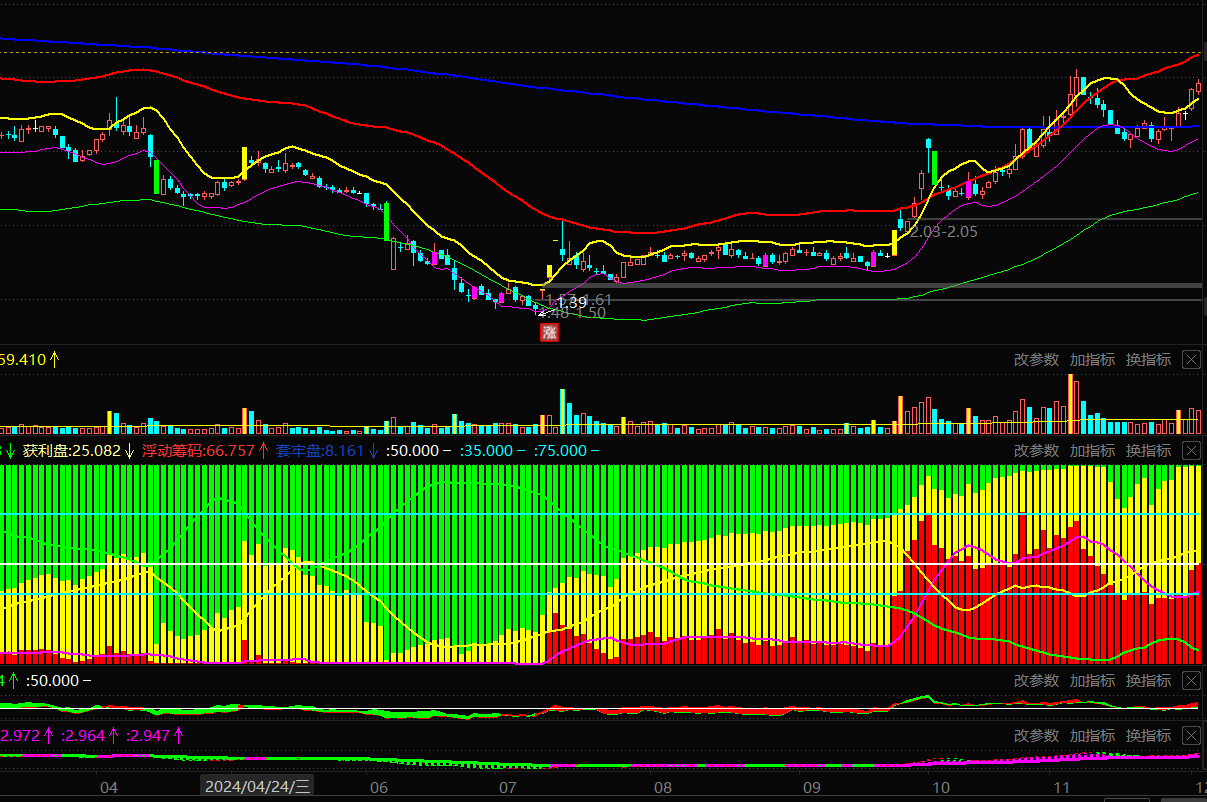 2.03-2.05
1.39
1.48-1.50
涨
59.410↑ 改参数 加指标 换指标
↓ 获利盘:25.082↓ 浮动筹码:66.757↑ 套牢盘:8.161↓ :50.000− :35.000− :75.000− 改参数 加指标 换指标
4↑ :50.000− 改参数 加指标 换指标
2.972↑ :2.964↑ :2.947↑ 改参数 加指标 换指标
04 2024/04/24/三 06 07 08 09 10 11